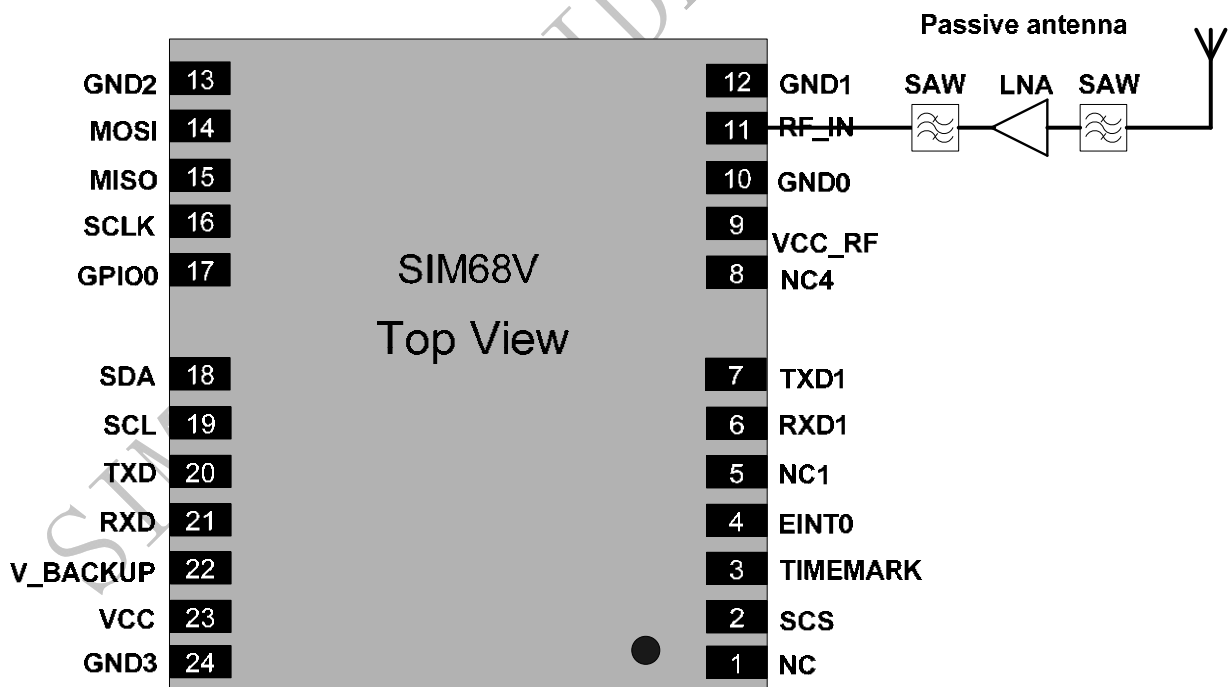 Passive antenna
GND2 13 12 GND1 SAW LNA SAW
MOSI 14 11 RF_IN
MISO 15 10 GND0
SCLK 16 9 VCC_RF
GPIO0 17 SIM68V 8 NC4
Top View
SDA 18 7 TXD1
SCL 19 6 RXD1
TXD 20 5 NC1
RXD 21 4 EINT0
V_BACKUP 22 3 TIMEMARK
VCC 23 2 SCS
GND3 24 1 NC